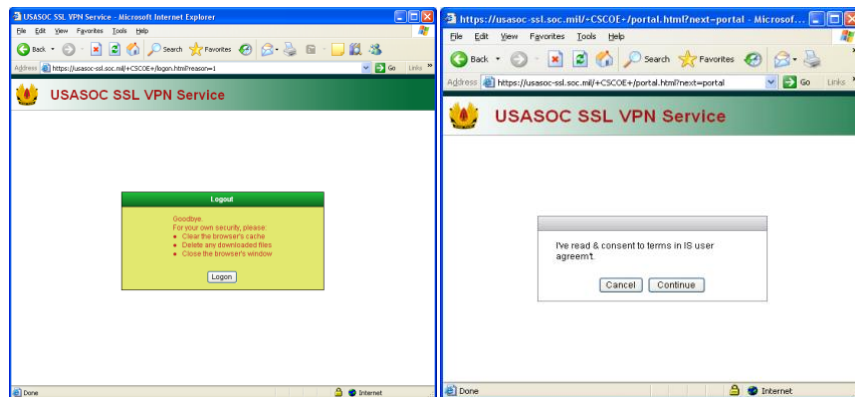 USASOC SSL VPN Service - Microsoft Internet Explorer
File Edit View Favorites Tools Help
Back Search Favorites
Address https://usasoc-ssl.soc.mil/+CSCOE+/logon.html?reason=1 Go Links »
USASOC SSL VPN Service
Logout
Goodbye.
For your own security, please:
• Clear the browser's cache
• Delete any downloaded files
• Close the browser's window
Logon
Done Internet
https://usasoc-ssl.soc.mil/+CSCOE+/portal.html?next=portal - Microsof...
File Edit View Favorites Tools Help »
Back Search Favorites »
Address https://usasoc-ssl.soc.mil/+CSCOE+/portal.html?next=portal Go Links »
USASOC SSL VPN Service
I've read & consent to terms in IS user
agreem't.
Cancel Continue
Done Internet